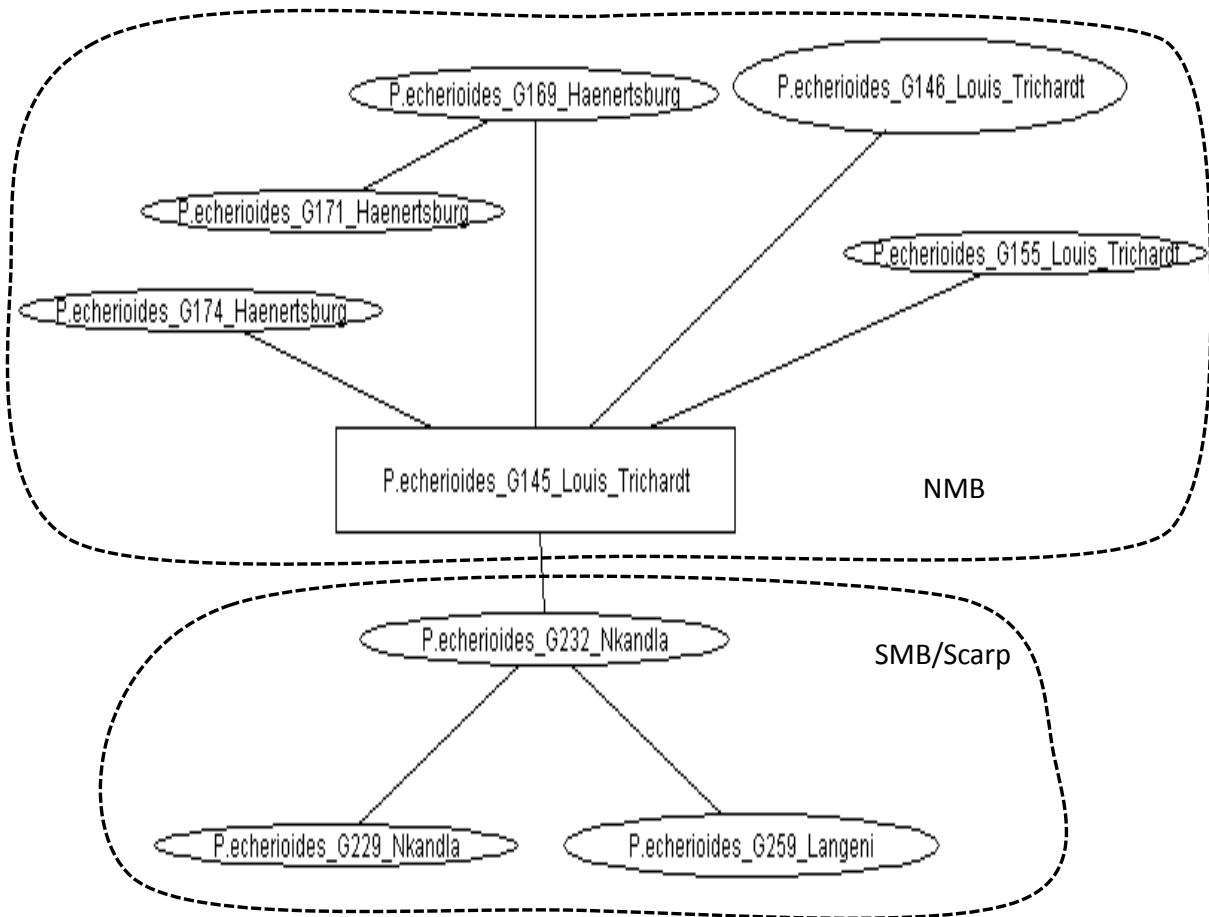 P.echerioides_G169_Haenertsburg
P.echerioides_G146_Louis_Trichardt
P.echerioides_G171_Haenertsburg
P.echerioides_G155_Louis_Trichardt
P.echerioides_G174_Haenertsburg
P.echerioides_G145_Louis_Trichardt
NMB
P.echerioides_G232_Nkandla
SMB/Scarp
P.echerioides_G229_Nkandla
P.echerioides_G259_Langeni